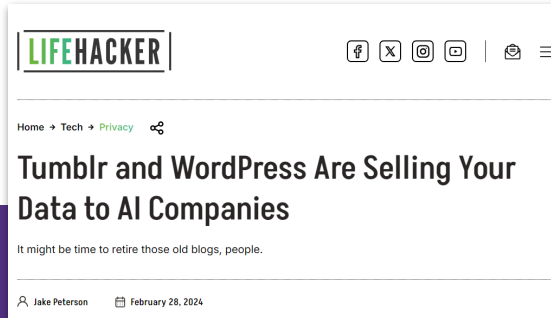 LIFEHACKER
Home → Tech → Privacy
Tumblr and WordPress Are Selling Your
Data to AI Companies
It might be time to retire those old blogs, people.
Jake Peterson February 28, 2024